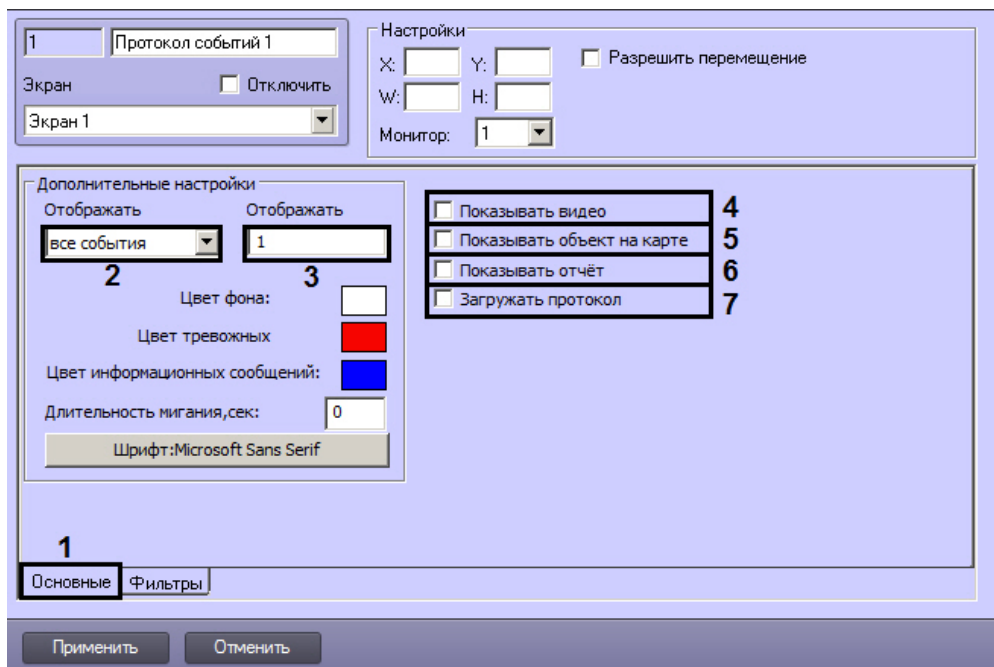 1 Протокол событий 1
Экран Отключить
Экран 1
Настройки
X: Y: Разрешить перемещение
W: H:
Монитор: 1
Дополнительные настройки
Отображать Отображать
все события 1
2 3
Цвет фона:
Цвет тревожных
Цвет информационных сообщений:
Длительность мигания,сек: 0
Шрифт:Microsoft Sans Serif
Показывать видео 4
Показывать объект на карте 5
Показывать отчёт 6
Загружать протокол 7
1
Основные Фильтры
Применить Отменить